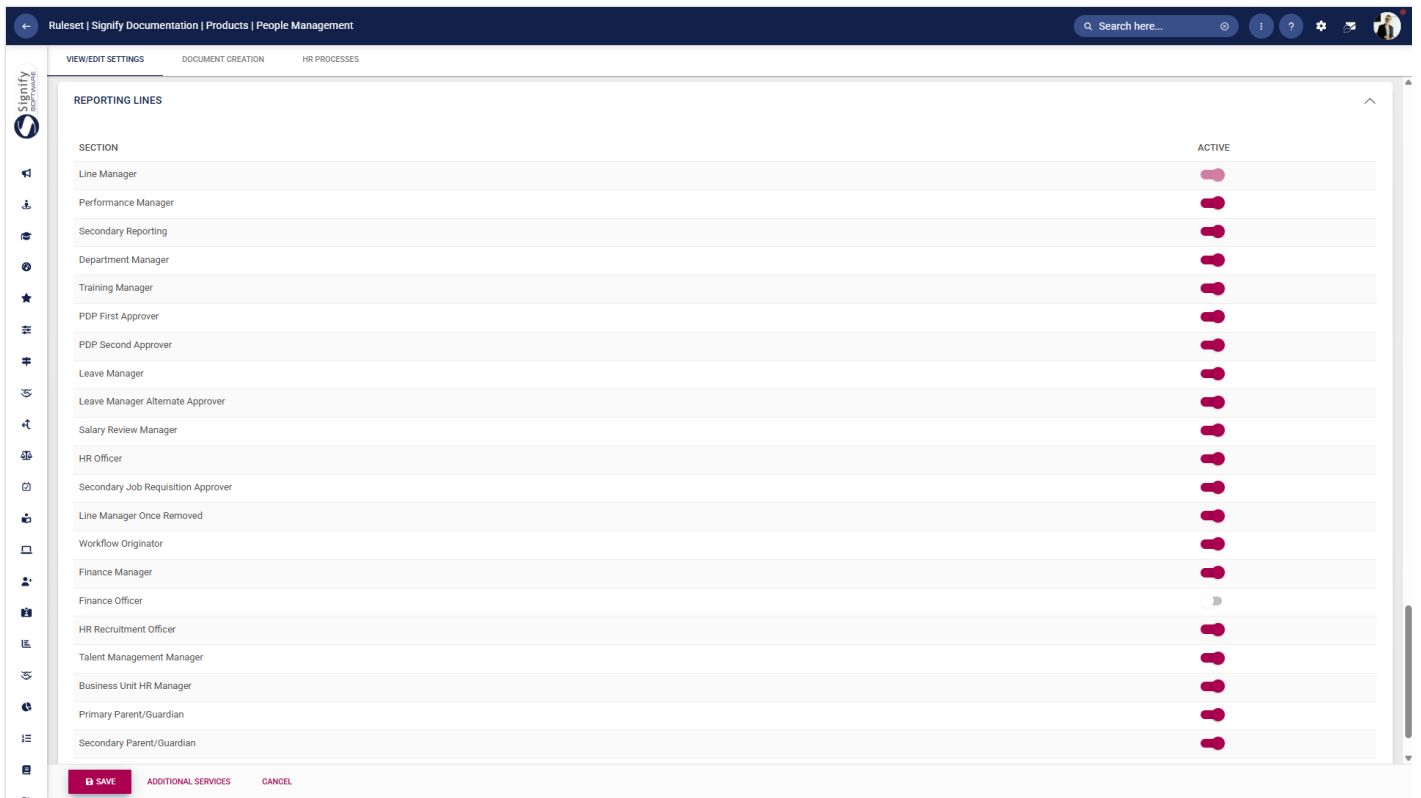 Ruleset | Signify Documentation | Products | People Management
Search here...
VIEW/EDIT SETTINGS DOCUMENT CREATION HR PROCESSES
Signify
SOFTWARE
REPORTING LINES
SECTION ACTIVE
Line Manager
Performance Manager
Secondary Reporting
Department Manager
Training Manager
PDP First Approver
PDP Second Approver
Leave Manager
Leave Manager Alternate Approver
Salary Review Manager
HR Officer
Secondary Job Requisition Approver
Line Manager Once Removed
Workflow Originator
Finance Manager
Finance Officer
HR Recruitment Officer
Talent Management Manager
Business Unit HR Manager
Primary Parent/Guardian
Secondary Parent/Guardian
SAVE ADDITIONAL SERVICES CANCEL